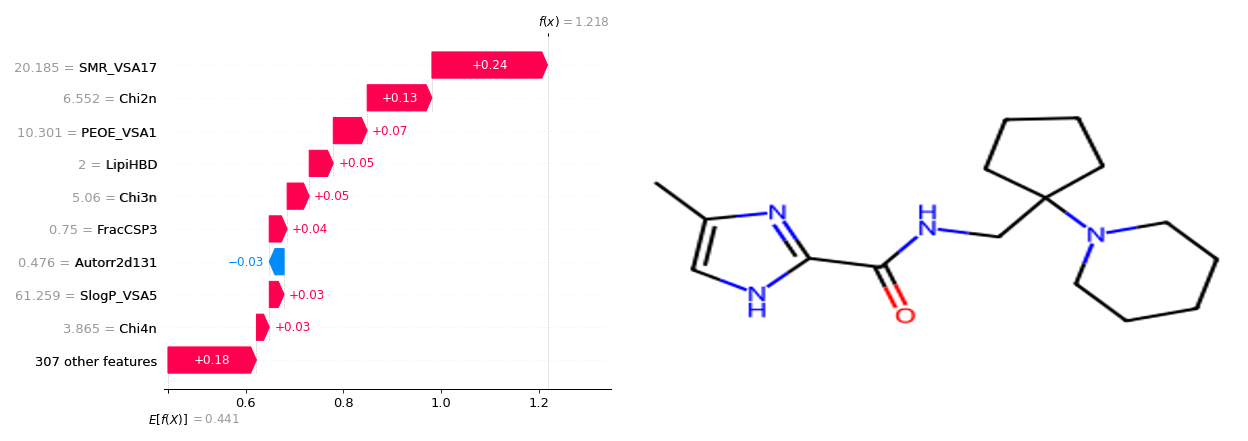 f(x) = 1.218
20.185 = SMR_VSA17
+0.24
6.552 = Chi2n
+0.13
10.301 = PEOE_VSA1
+0.07
2 = LipiHBD
+0.05
5.06 = Chi3n
+0.05
0.75 = FracCSP3
+0.04
0.476 = Autorr2d131
−0.03
61.259 = SlogP_VSA5
+0.03
3.865 = Chi4n
+0.03
307 other features
+0.18
0.6
0.8
1.0
1.2
E[f(X)] = 0.441
N
H
N
N
N
H
O